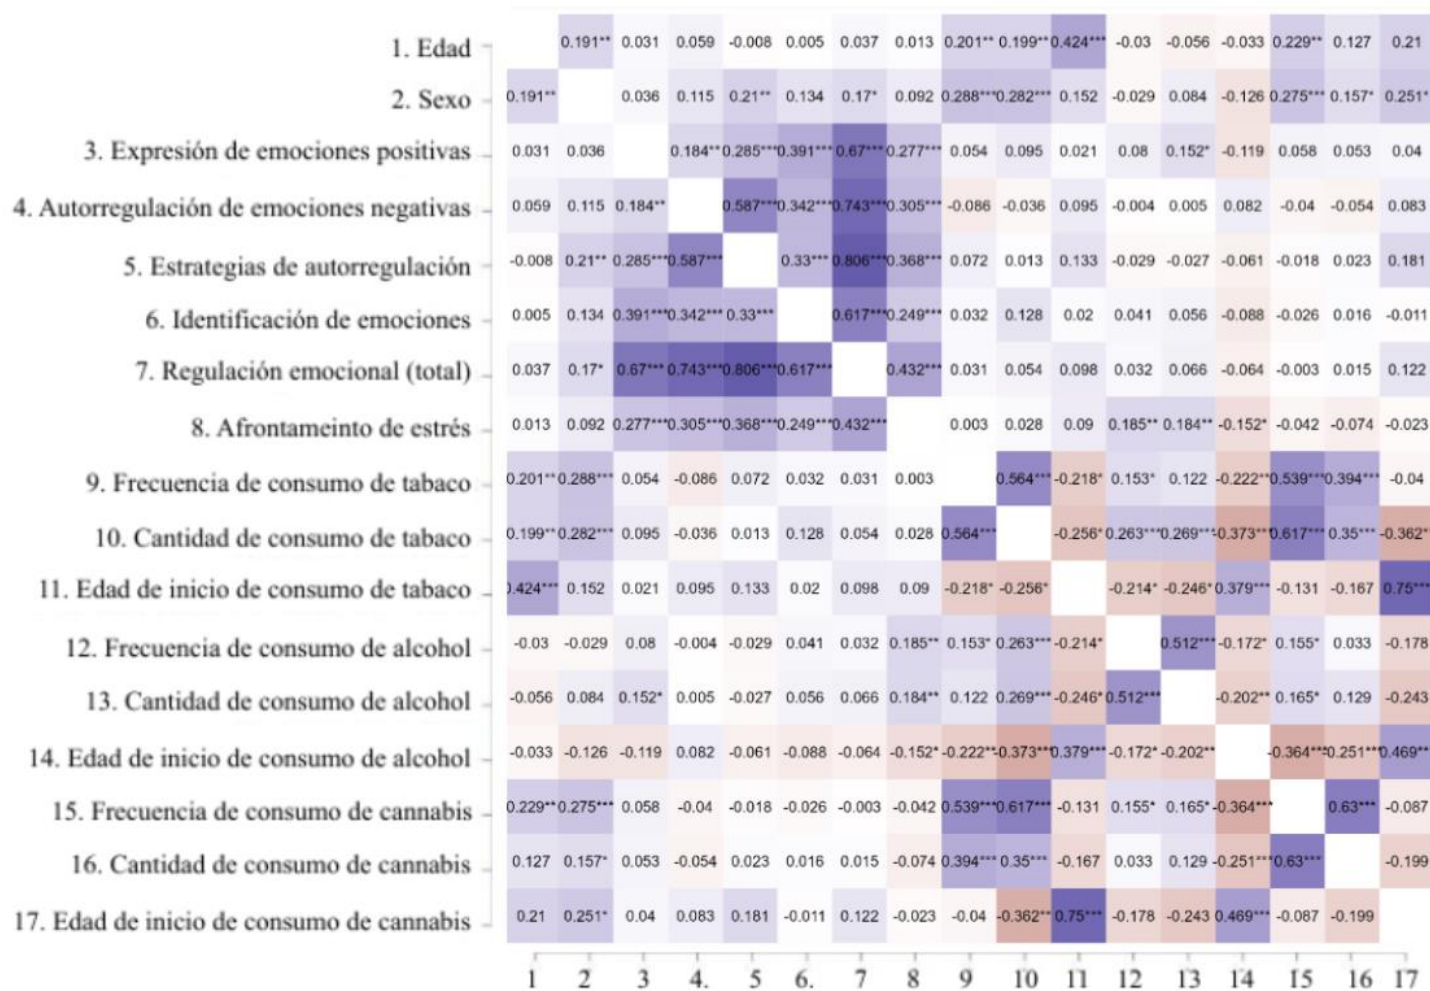 1. Edad 0.191** 0.031 0.059 -0.008 0.005 0.037 0.013 0.201** 0.199** 0.424*** -0.03 -0.056 -0.033 0.229** 0.127 0.21
2. Sexo 0.191** 0.036 0.115 0.21** 0.134 0.17* 0.092 0.288*** 0.282*** 0.152 -0.029 0.084 -0.126 0.275*** 0.157* 0.251*
3. Expresión de emociones positivas 0.031 0.036 0.184** 0.285*** 0.391*** 0.67*** 0.277*** 0.054 0.095 0.021 0.08 0.152* -0.119 0.058 0.053 0.04
4. Autorregulación de emociones negativas 0.059 0.115 0.184** 0.587*** 0.342*** 0.743*** 0.305*** -0.086 -0.036 0.095 -0.004 0.005 0.082 -0.04 -0.054 0.083
5. Estrategias de autorregulación -0.008 0.21** 0.285*** 0.587*** 0.33*** 0.806*** 0.368*** 0.072 0.013 0.133 -0.029 -0.027 -0.061 -0.018 0.023 0.181
6. Identificación de emociones 0.005 0.134 0.391*** 0.342*** 0.33*** 0.617*** 0.249*** 0.032 0.128 0.02 0.041 0.056 -0.088 -0.026 0.016 -0.011
7. Regulación emocional (total) 0.037 0.17* 0.67*** 0.743*** 0.806*** 0.617*** 0.432*** 0.031 0.054 0.098 0.032 0.066 -0.064 -0.003 0.015 0.122
8. Afrontameinto de estrés 0.013 0.092 0.277*** 0.305*** 0.368*** 0.249*** 0.432*** 0.003 0.028 0.09 0.185** 0.184** -0.152* -0.042 -0.074 -0.023
9. Frecuencia de consumo de tabaco 0.201** 0.288*** 0.054 -0.086 0.072 0.032 0.031 0.003 0.564*** -0.218* 0.153* 0.122 -0.222** 0.539*** 0.394*** -0.04
10. Cantidad de consumo de tabaco 0.199** 0.282*** 0.095 -0.036 0.013 0.128 0.054 0.028 0.564*** -0.256* 0.263*** 0.269*** -0.373*** 0.617*** 0.35*** -0.362**
11. Edad de inicio de consumo de tabaco 0.424*** 0.152 0.021 0.095 0.133 0.02 0.098 0.09 -0.218* -0.256* -0.214* -0.246* 0.379*** -0.131 -0.167 0.75***
12. Frecuencia de consumo de alcohol -0.03 -0.029 0.08 -0.004 -0.029 0.041 0.032 0.185** 0.153* 0.263*** -0.214* 0.512*** -0.172* 0.155* 0.033 -0.178
13. Cantidad de consumo de alcohol -0.056 0.084 0.152* 0.005 -0.027 0.056 0.066 0.184** 0.122 0.269*** -0.246* 0.512*** -0.202** 0.165* 0.129 -0.243
14. Edad de inicio de consumo de alcohol -0.033 -0.126 -0.119 0.082 -0.061 -0.088 -0.064 -0.152* -0.222** -0.373*** 0.379*** -0.172* -0.202** -0.364*** -0.251*** 0.469***
15. Frecuencia de consumo de cannabis 0.229** 0.275*** 0.058 -0.04 -0.018 -0.026 -0.003 -0.042 0.539*** 0.617*** -0.131 0.155* 0.165* -0.364*** 0.63*** -0.087
16. Cantidad de consumo de cannabis 0.127 0.157* 0.053 -0.054 0.023 0.016 0.015 -0.074 0.394*** 0.35*** -0.167 0.033 0.129 -0.251*** 0.63*** -0.199
17. Edad de inicio de consumo de cannabis 0.21 0.251* 0.04 0.083 0.181 -0.011 0.122 -0.023 -0.04 -0.362** 0.75*** -0.178 -0.243 0.469*** -0.087 -0.199
1 2 3 4. 5 6. 7 8 9 10 11 12 13 14 15 16 17